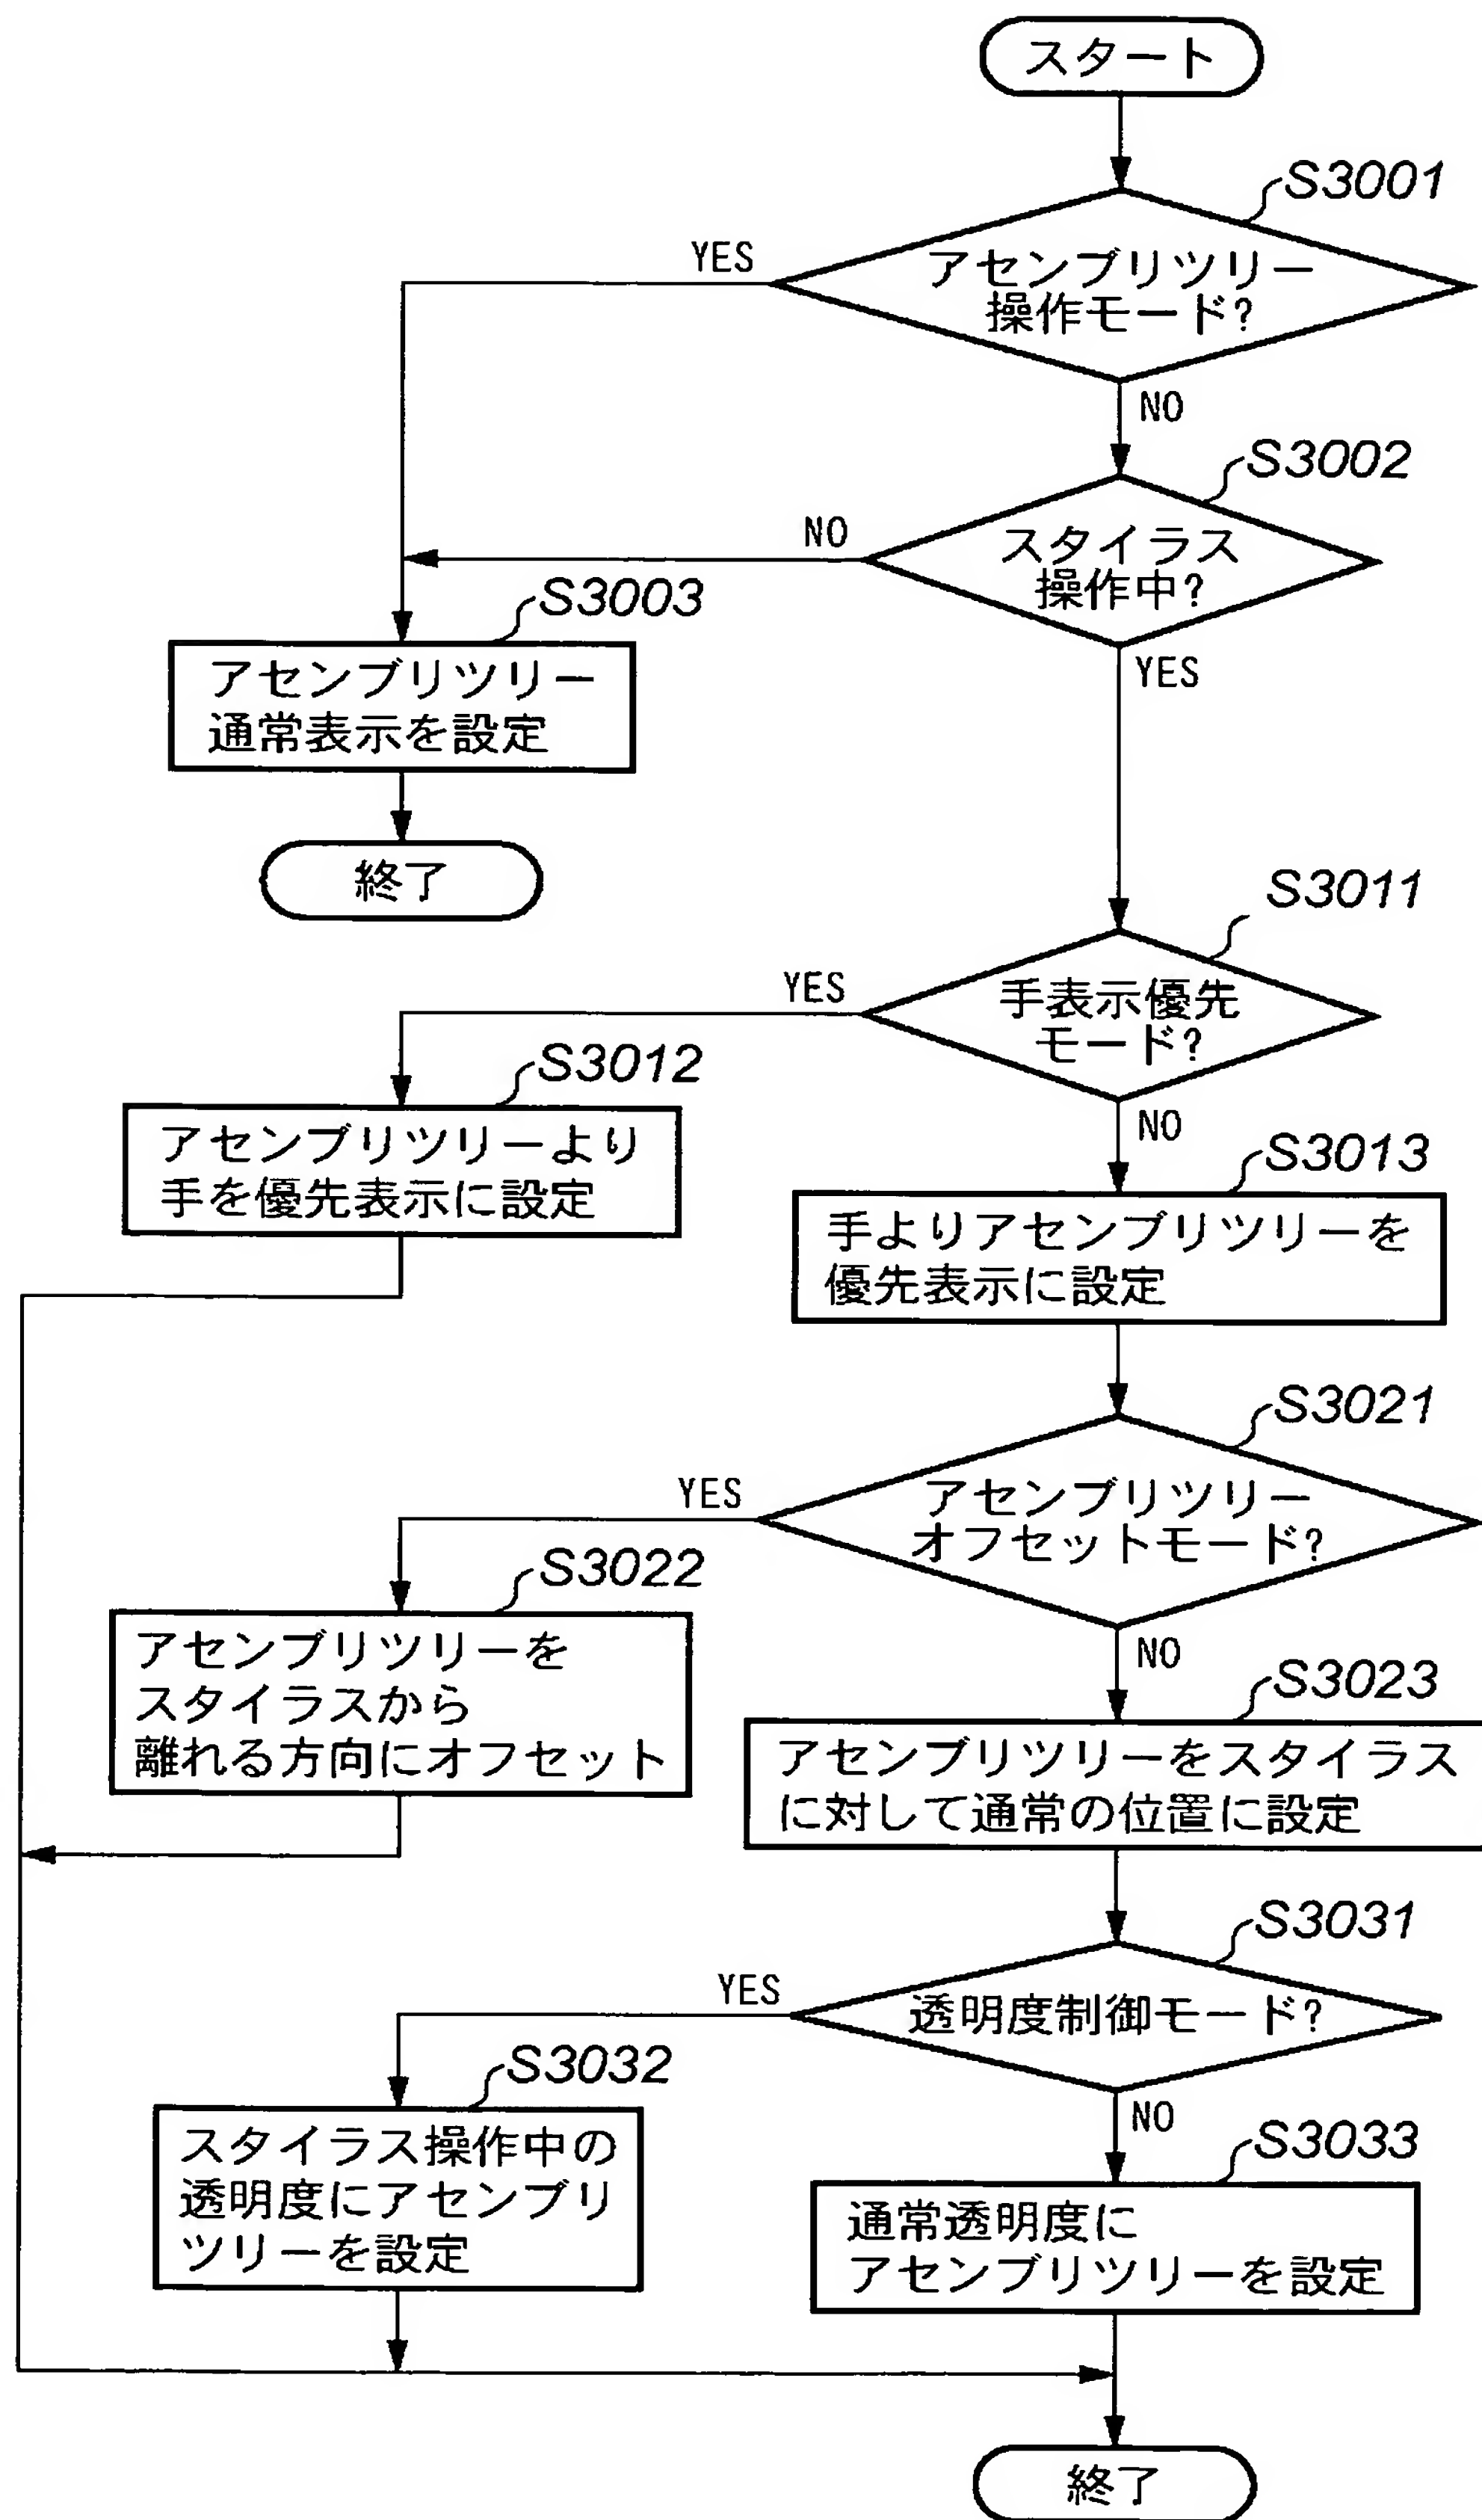 スタート
S3001
YES
アセンブリツリー
操作モード?
NO
S3002
NO
スタイラス
操作中?
YES
S3003
アセンブリツリー
通常表示を設定
終了
S3011
YES
手表示優先
モード?
NO
S3012
アセンブリツリーより
手を優先表示に設定
S3013
手よりアセンブリツリーを
優先表示に設定
S3021
YES
アセンブリツリー
オフセットモード?
NO
S3022
アセンブリツリーを
スタイラスから
離れる方向にオフセット
S3023
アセンブリツリーをスタイラス
に対して通常の位置に設定
S3031
YES
透明度制御モード?
NO
S3032
スタイラス操作中の
透明度にアセンブリ
ツリーを設定
S3033
通常透明度に
アセンブリツリーを設定
終了